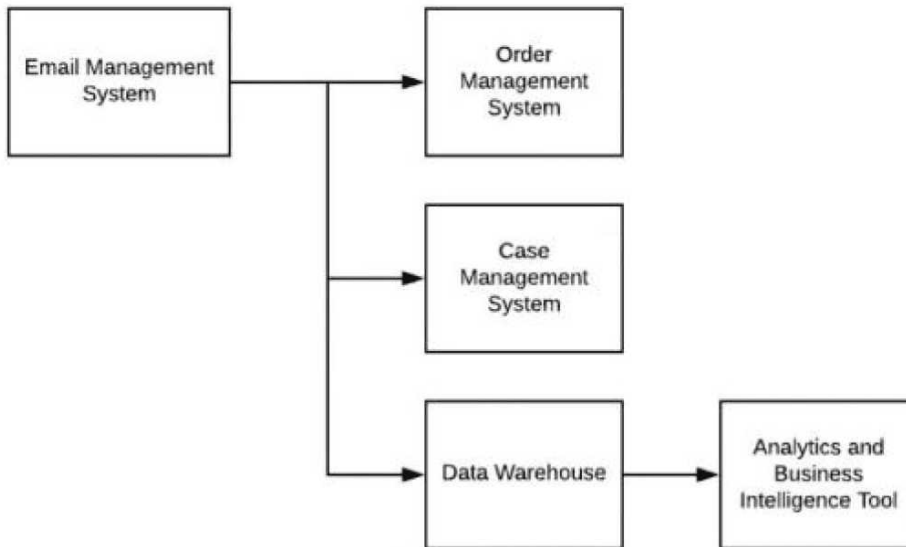 Email Management
System
Order
Management
System
Case
Management
System
Data Warehouse
Analytics and
Business
Intelligence Tool